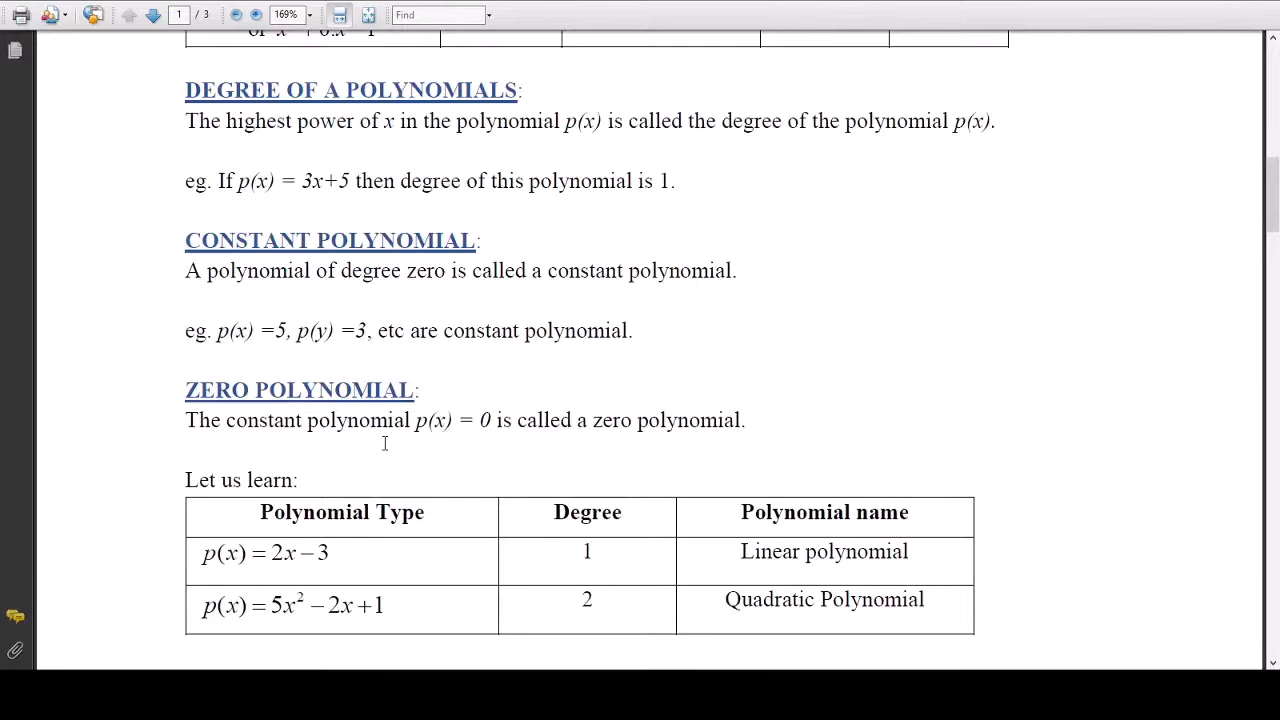 1 / 3 169% Find
DEGREE OF A POLYNOMIALS:
The highest power of x in the polynomial p(x) is called the degree of the polynomial p(x).
eg. If p(x) = 3x+5 then degree of this polynomial is 1.
CONSTANT POLYNOMIAL:
A polynomial of degree zero is called a constant polynomial.
eg. p(x) =5, p(y) =3, etc are constant polynomial.
ZERO POLYNOMIAL:
The constant polynomial p(x) = 0 is called a zero polynomial.
Let us learn:
Polynomial Type Degree Polynomial name
p(x) = 2x − 3 1 Linear polynomial
p(x) = 5x² − 2x + 1 2 Quadratic Polynomial